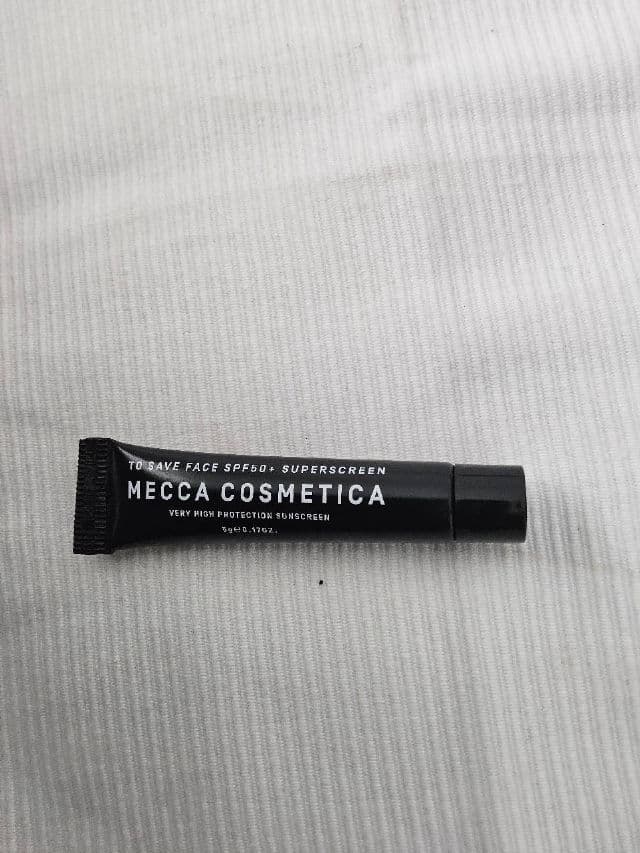 TO SAVE FACE SPF50+ SUPERSCREEN
MECCA COSMETICA
VERY HIGH PROTECTION SUNSCREEN
5g℮0.17OZ.